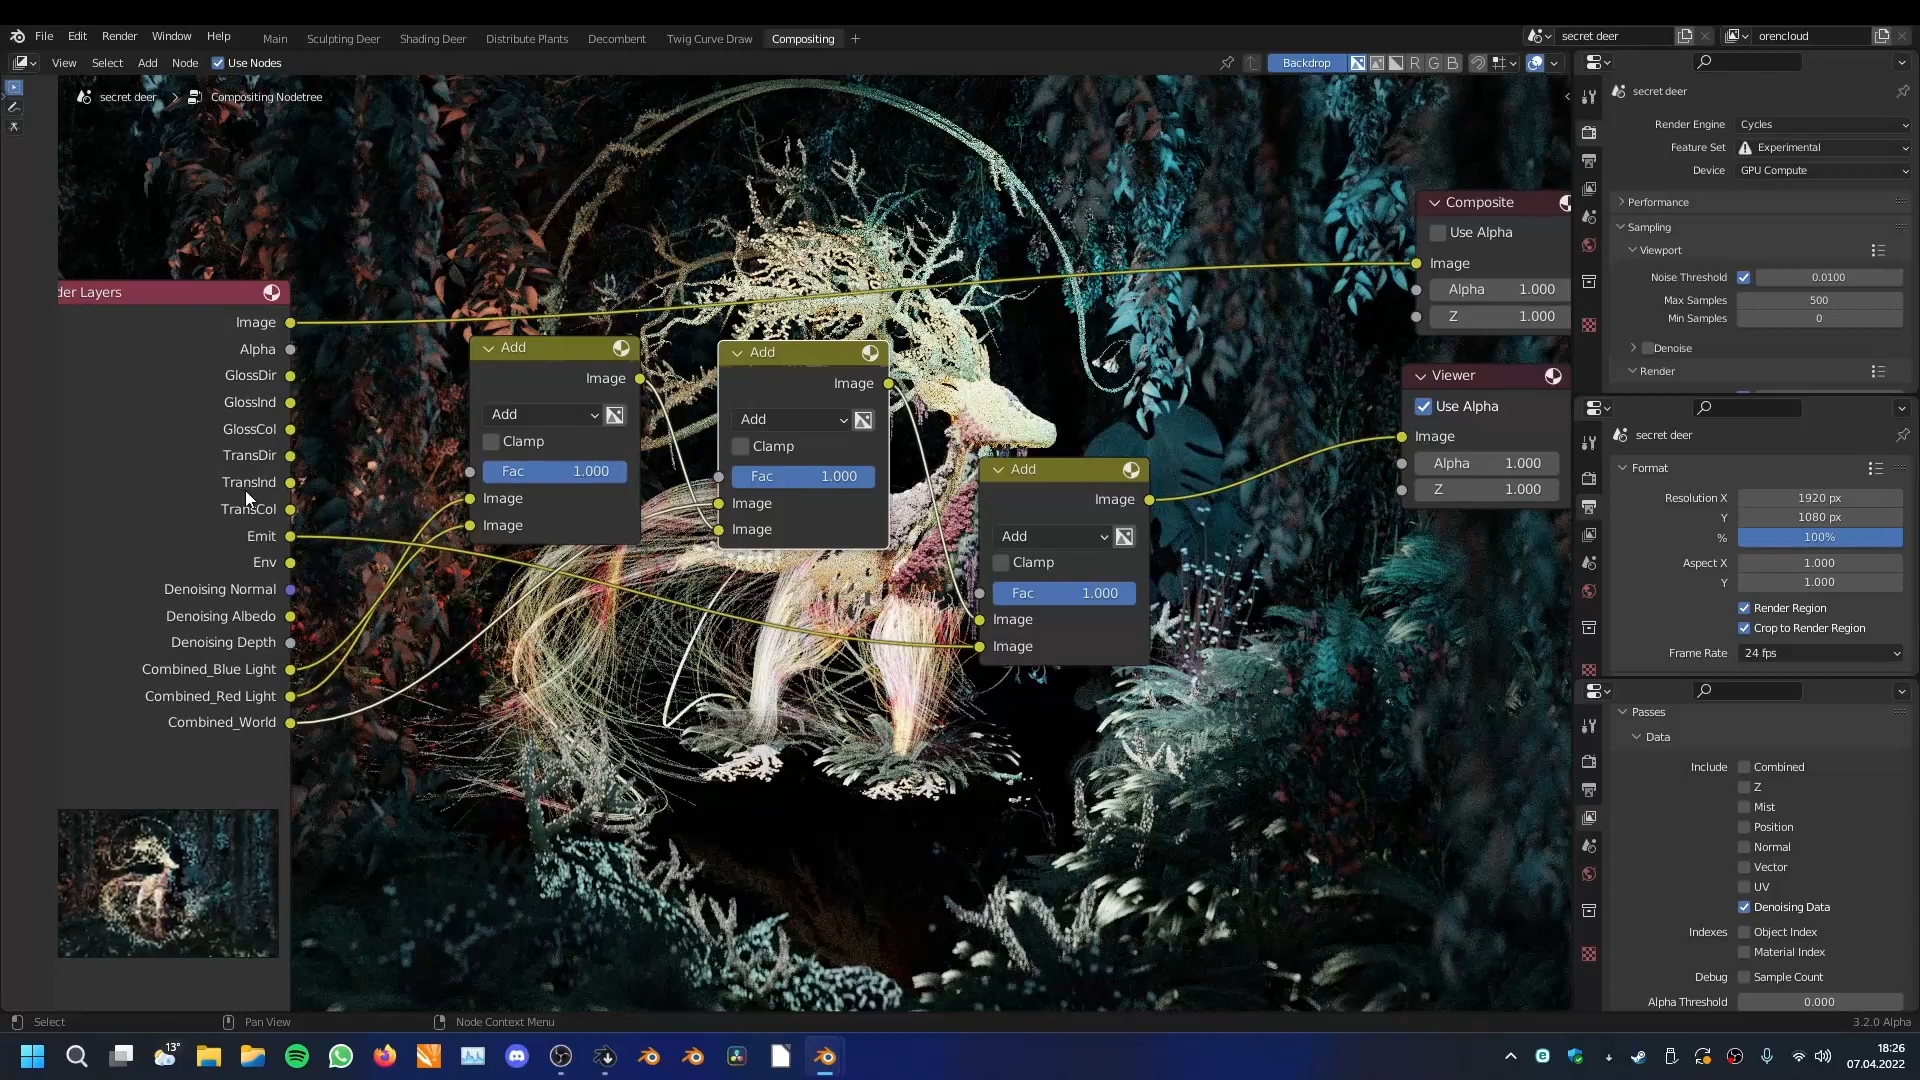 File Edit Render Window Help Main Sculpting Deer Shading Deer Distribute Plants Decombent Twig Curve Draw Compositing + secret deer orencloud
View Select Add Node Use Nodes Backdrop R G B
secret deer > Compositing Nodetree
der Layers
Image
Alpha
GlossDir
GlossInd
GlossCol
TransDir
TransInd
TransCol
Emit
Env
Denoising Normal
Denoising Albedo
Denoising Depth
Combined_Blue Light
Combined_Red Light
Combined_World
Add
Image
Add
Clamp
Fac 1.000
Image
Image
Add
Image
Add
Clamp
Fac 1.000
Image
Image
Add
Image
Add
Clamp
Fac 1.000
Image
Image
Composite
Use Alpha
Image
Alpha 1.000
Z 1.000
Viewer
Use Alpha
Image
Alpha 1.000
Z 1.000
secret deer
Render Engine Cycles
Feature Set Experimental
Device GPU Compute
Performance
Sampling
Viewport
Noise Threshold 0.0100
Max Samples 500
Min Samples 0
Denoise
Render
secret deer
Format
Resolution X 1920 px
Y 1080 px
% 100%
Aspect X 1.000
Y 1.000
Render Region
Crop to Render Region
Frame Rate 24 fps
Passes
Data
Include Combined
Z
Mist
Position
Normal
Vector
UV
Denoising Data
Indexes Object Index
Material Index
Debug Sample Count
Alpha Threshold 0.000
Select Pan View Node Context Menu 3.2.0 Alpha
13°
18:26
07.04.2022